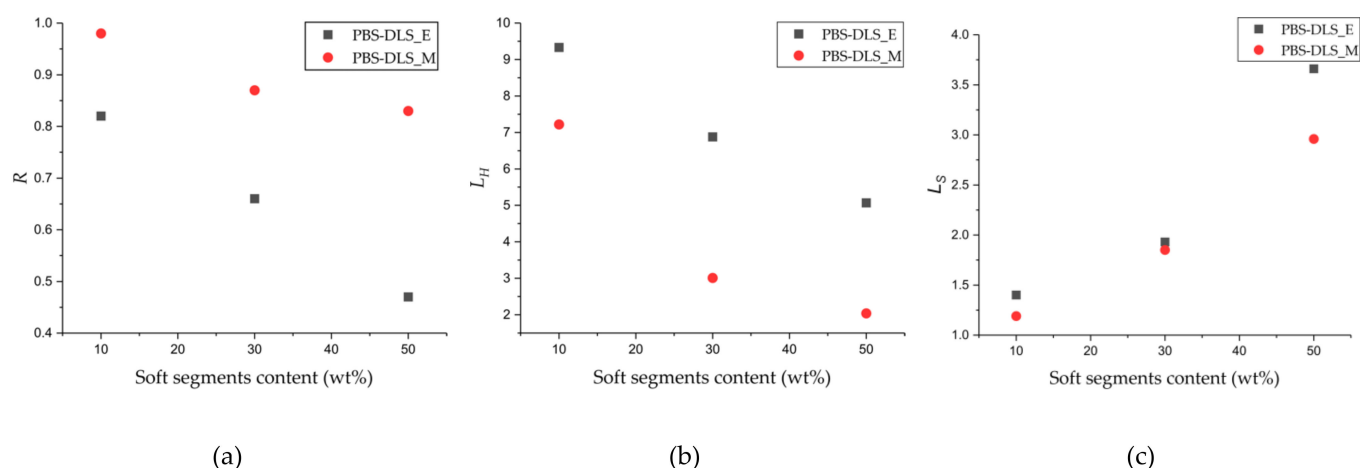 1.0
0.9
0.8
0.7
0.6
0.5
0.4
R
PBS-DLS_E
PBS-DLS_M
10
20
30
40
50
Soft segments content (wt%)
(a)
10
9
8
7
6
5
4
3
2
L_H
PBS-DLS_E
PBS-DLS_M
10
20
30
40
50
Soft segments content (wt%)
(b)
4.0
3.5
3.0
2.5
2.0
1.5
1.0
L_S
PBS-DLS_E
PBS-DLS_M
10
20
30
40
50
Soft segments content (wt%)
(c)